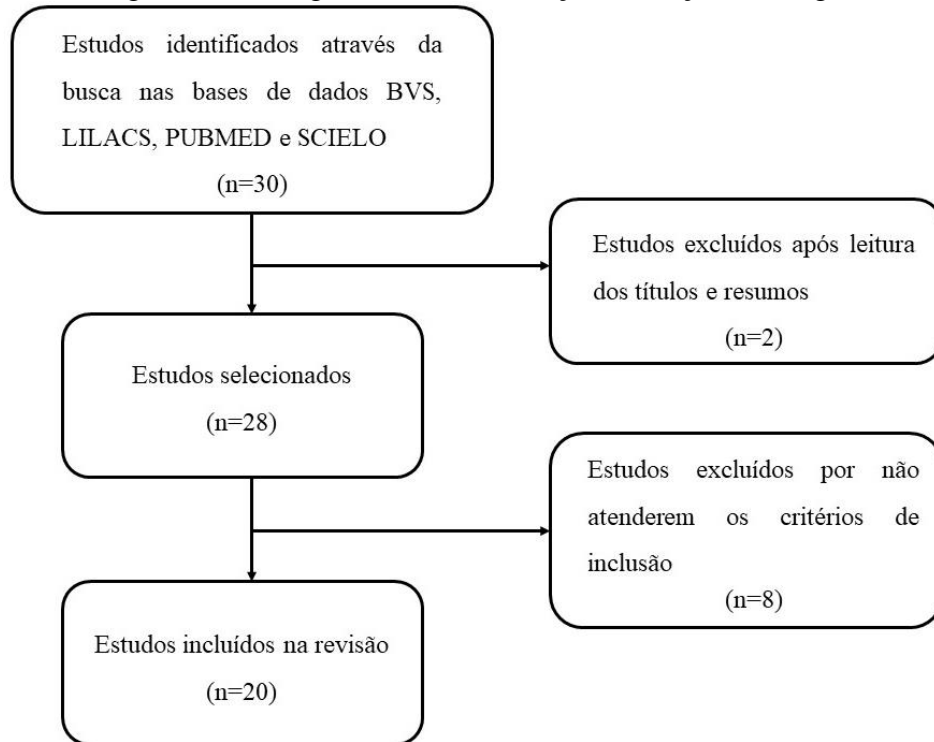 Estudos identificados através da
busca nas bases de dados BVS,
LILACS, PUBMED e SCIELO
(n=30)
Estudos excluídos após leitura
dos títulos e resumos
(n=2)
Estudos selecionados
(n=28)
Estudos excluídos por não
atenderem os critérios de
inclusão
(n=8)
Estudos incluídos na revisão
(n=20)